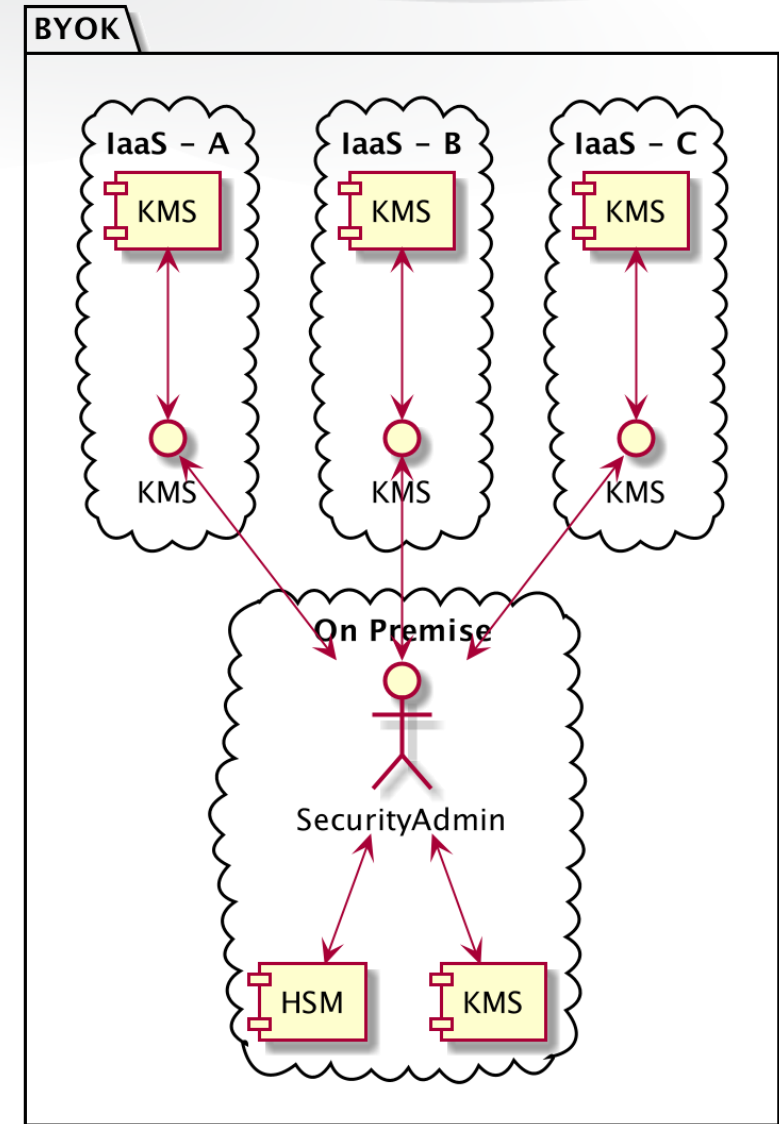 BYOK
IaaS - A
IaaS - B
IaaS - C
KMS
KMS
KMS
KMS
KMS
KMS
On Premise
SecurityAdmin
HSM
KMS